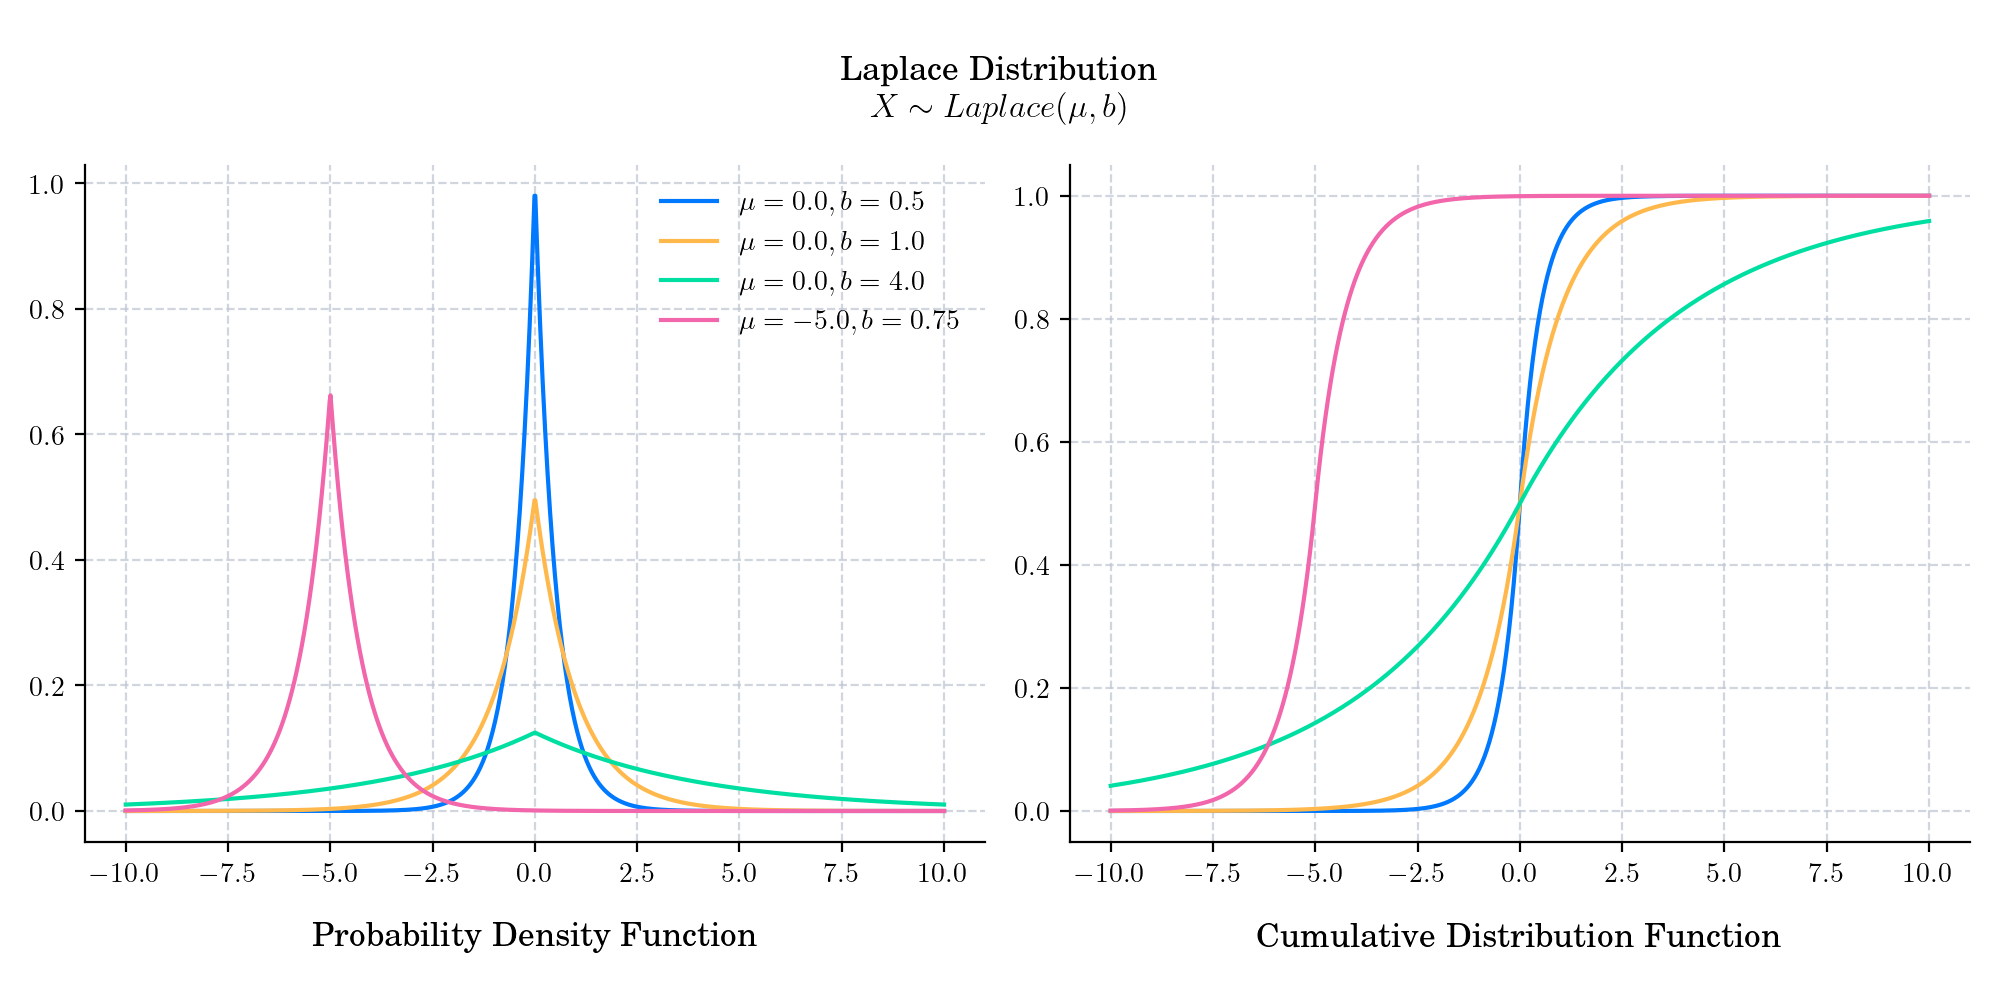 Laplace Distribution
X ∼ Laplace(μ, b)
1.0
0.8
0.6
0.4
0.2
0.0
μ = 0.0, b = 0.5
μ = 0.0, b = 1.0
μ = 0.0, b = 4.0
μ = −5.0, b = 0.75
−10.0 −7.5 −5.0 −2.5 0.0 2.5 5.0 7.5 10.0
Probability Density Function
1.0
0.8
0.6
0.4
0.2
0.0
−10.0 −7.5 −5.0 −2.5 0.0 2.5 5.0 7.5 10.0
Cumulative Distribution Function